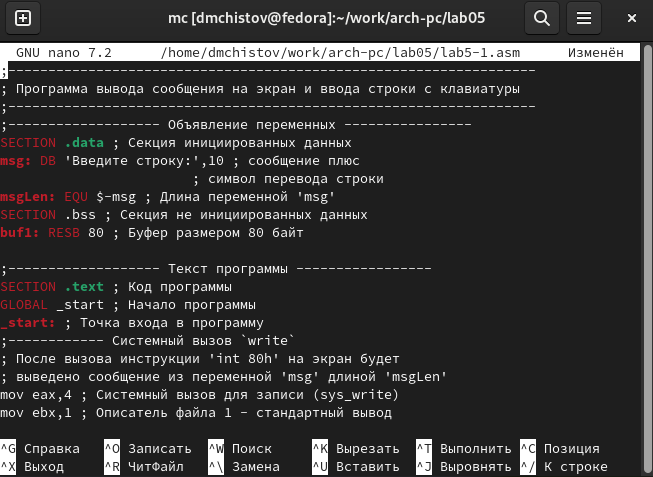 mc [dmchistov@fedora]:~/work/arch-pc/lab05
GNU nano 7.2 /home/dmchistov/work/arch-pc/lab05/lab5-1.asm Изменён
;------------------------------------------------------------------
; Программа вывода сообщения на экран и ввода строки с клавиатуры
;------------------------------------------------------------------
;------------------- Объявление переменных ----------------
SECTION .data ; Секция инициированных данных
msg: DB 'Введите строку:',10 ; сообщение плюс
; символ перевода строки
msgLen: EQU $-msg ; Длина переменной 'msg'
SECTION .bss ; Секция не инициированных данных
buf1: RESB 80 ; Буфер размером 80 байт
;------------------- Текст программы -----------------
SECTION .text ; Код программы
GLOBAL _start ; Начало программы
_start: ; Точка входа в программу
;------------ Системный вызов `write`
; После вызова инструкции 'int 80h' на экран будет
; выведено сообщение из переменной 'msg' длиной 'msgLen'
mov eax,4 ; Системный вызов для записи (sys_write)
mov ebx,1 ; Описатель файла 1 - стандартный вывод
^G Справка ^O Записать ^W Поиск ^K Вырезать ^T Выполнить ^C Позиция
^X Выход ^R ЧитФайл ^\ Замена ^U Вставить ^J Выровнять ^/ К строке